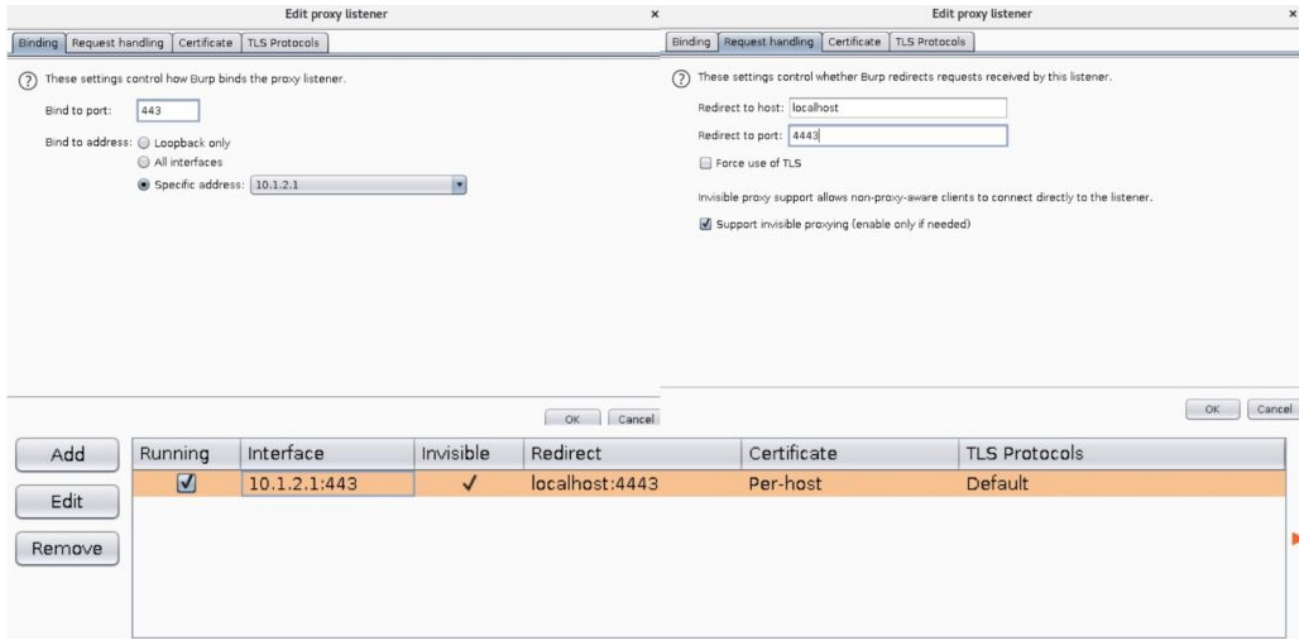 Edit proxy listener
x
Binding Request handling Certificate TLS Protocols
? These settings control how Burp binds the proxy listener.
Bind to port: 443
Bind to address: Loopback only
All interfaces
Specific address: 10.1.2.1
OK Cancel
Edit proxy listener
x
Binding Request handling Certificate TLS Protocols
? These settings control whether Burp redirects requests received by this listener.
Redirect to host: localhost
Redirect to port: 4443
Force use of TLS
Invisible proxy support allows non-proxy-aware clients to connect directly to the listener.
Support invisible proxying (enable only if needed)
OK Cancel
Add
Edit
Remove
Running Interface Invisible Redirect Certificate TLS Protocols
10.1.2.1:443 localhost:4443 Per-host Default